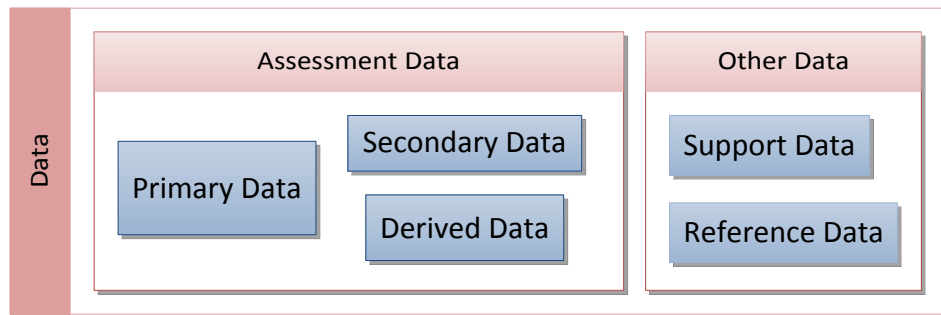 Data
Assessment Data
Primary Data
Secondary Data
Derived Data
Other Data
Support Data
Reference Data